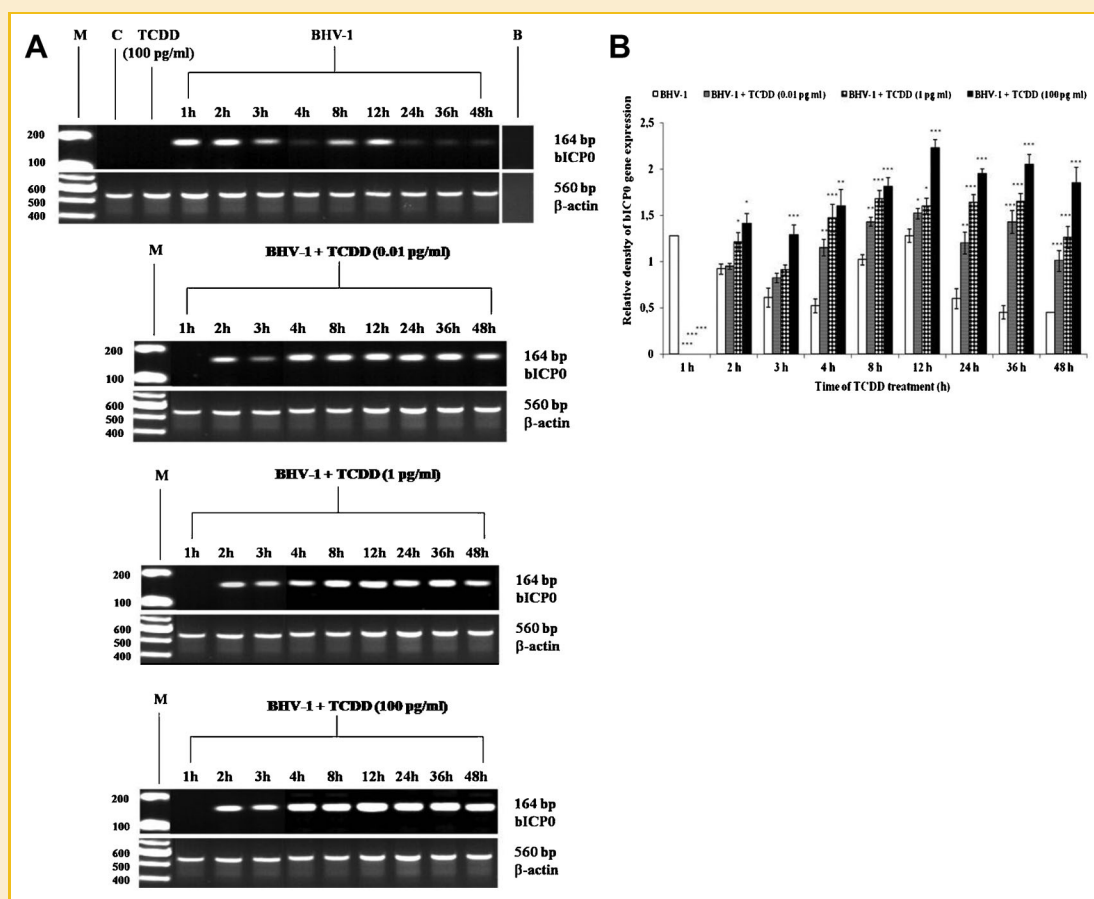 A
M C TCDD BHV-1 B
(100 pg/ml)
1h 2h 3h 4h 8h 12h 24h 36h 48h
200 164 bp
100 bICP0
600 560 bp
500 β-actin
400
BHV-1 + TCDD (0.01 pg/ml)
M
1h 2h 3h 4h 8h 12h 24h 36h 48h
200 164 bp
100 bICP0
600 560 bp
500 β-actin
400
M BHV-1 + TCDD (1 pg/ml)
1h 2h 3h 4h 8h 12h 24h 36h 48h
200 164 bp
100 bICP0
600 560 bp
500 β-actin
400
M BHV-1 + TCDD (100 pg/ml)
1h 2h 3h 4h 8h 12h 24h 36h 48h
200 164 bp
100 bICP0
600 560 bp
500 β-actin
400
B
BHV-1 BHV-1 + TCDD (0.01 pg ml) BHV-1 + TCDD (1 pg ml) BHV-1 + TCDD (100 pg ml)
Relative density of bICP0 gene expression
2,5
2
1,5
1
0,5
0
*** *** ***
* *
***
** *** **
** *** ***
* * ***
** *** ***
*** *** ***
*** *** ***
1 h 2 h 3 h 4 h 8 h 12 h 24 h 36 h 48 h
Time of TCDD treatment (h)